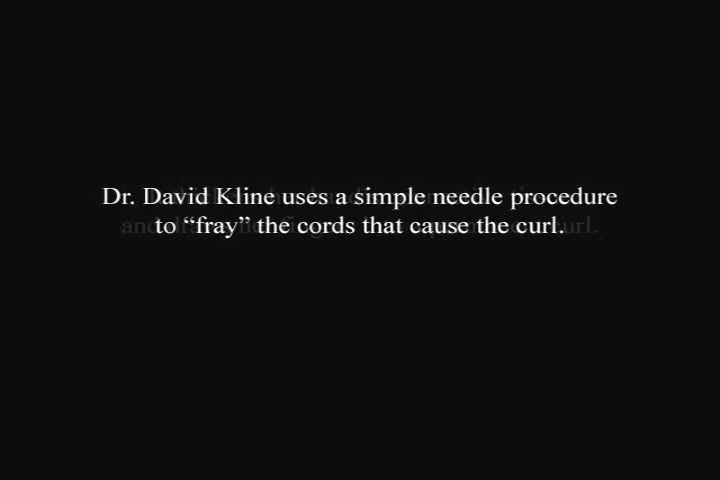 Dr. David Kline uses a simple needle procedure
to “fray” the cords that cause the curl.